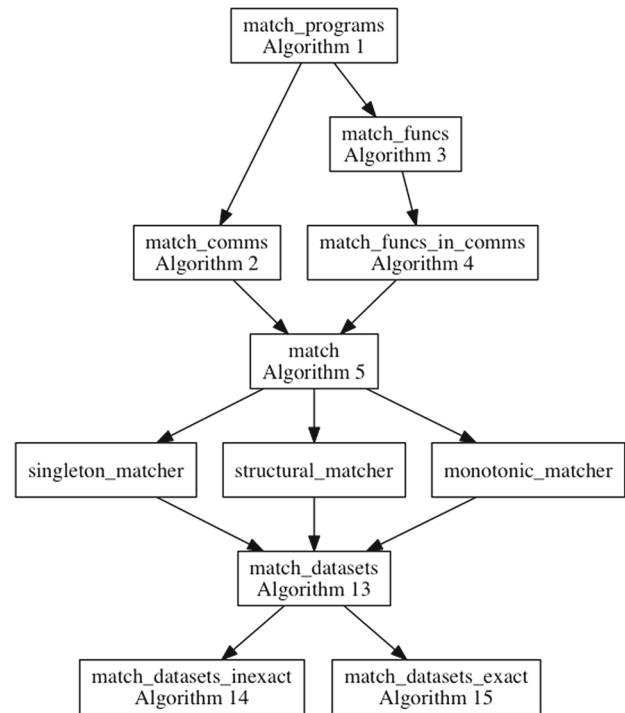 match_programs
Algorithm 1
match_funcs
Algorithm 3
match_comms
Algorithm 2
match_funcs_in_comms
Algorithm 4
match
Algorithm 5
singleton_matcher
structural_matcher
monotonic_matcher
match_datasets
Algorithm 13
match_datasets_inexact
Algorithm 14
match_datasets_exact
Algorithm 15